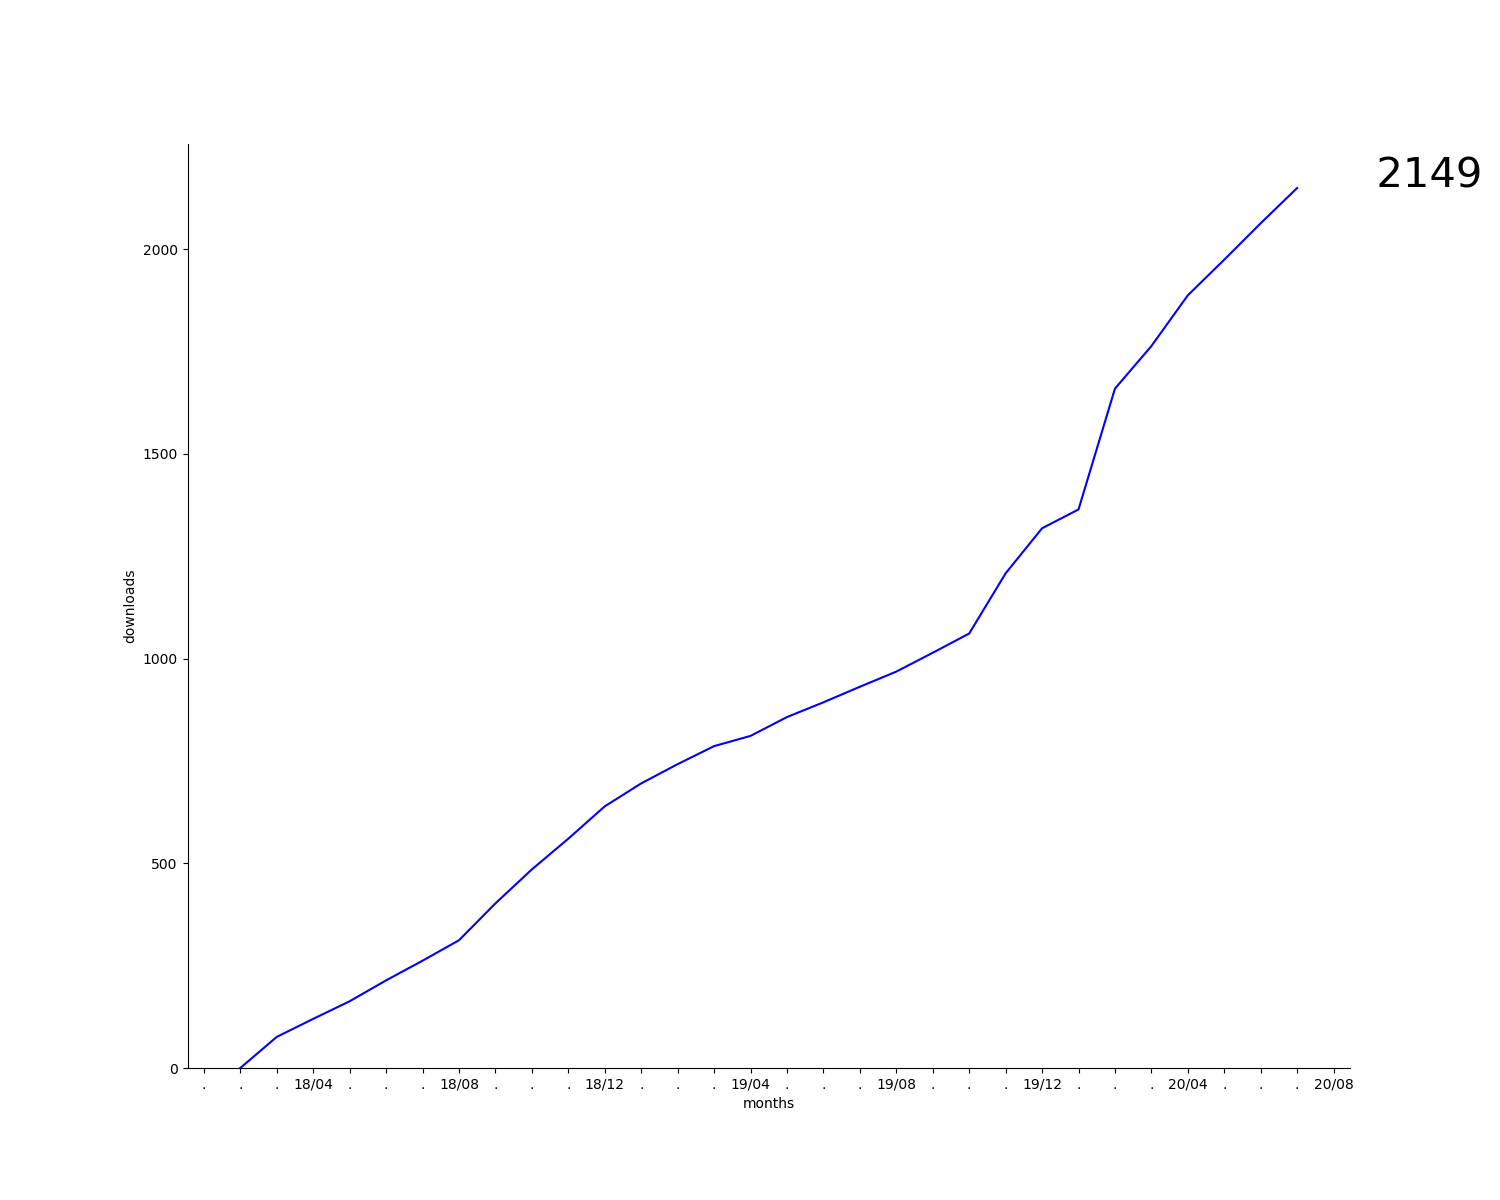 2149
2000
1500
1000
500
0
downloads
. . . 18/04 . . . 18/08 . . . 18/12 . . . 19/04 . . . 19/08 . . . 19/12 . . . 20/04 . . . 20/08
months